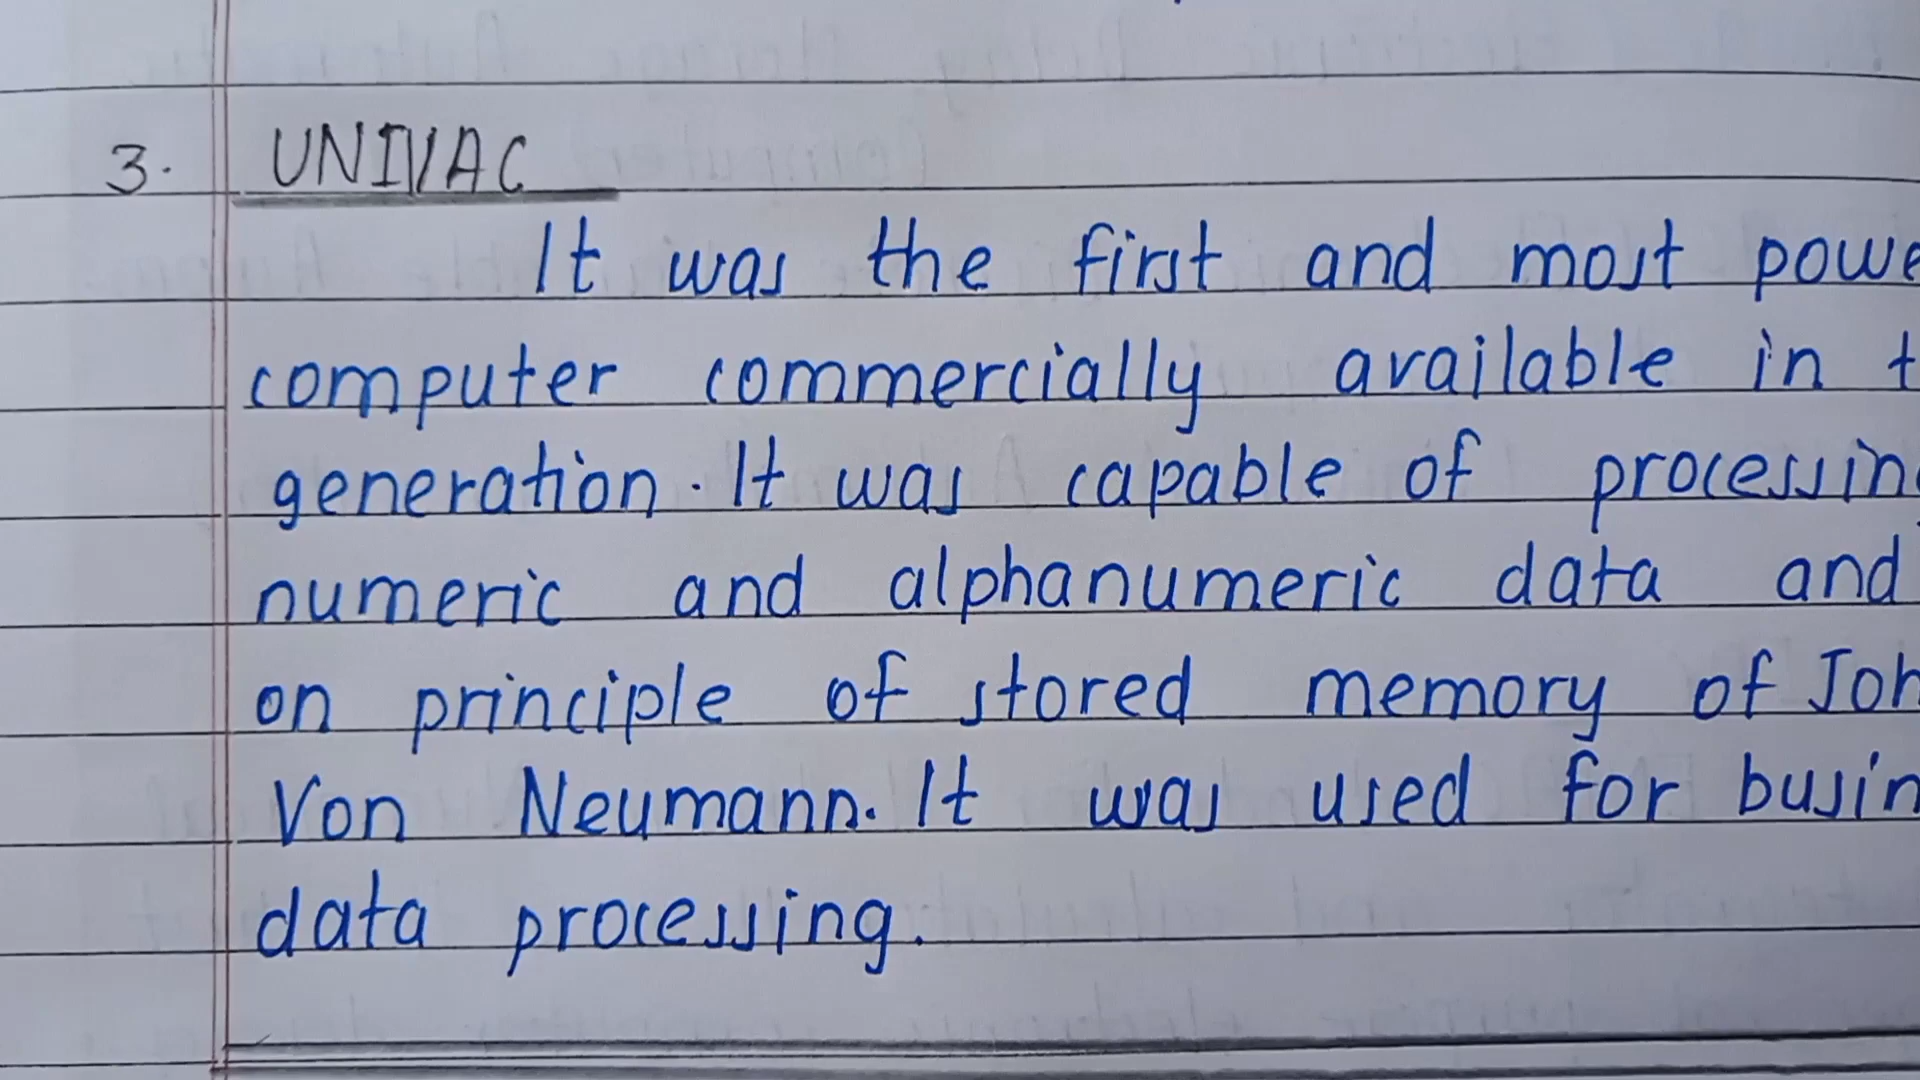 3. UNIVAC
It was the first and most powe
computer commercially available in t
generation. It was capable of processing
numeric and alphanumeric data and
on principle of stored memory of Joh
Von Neumann. It was used for busin
data processing.